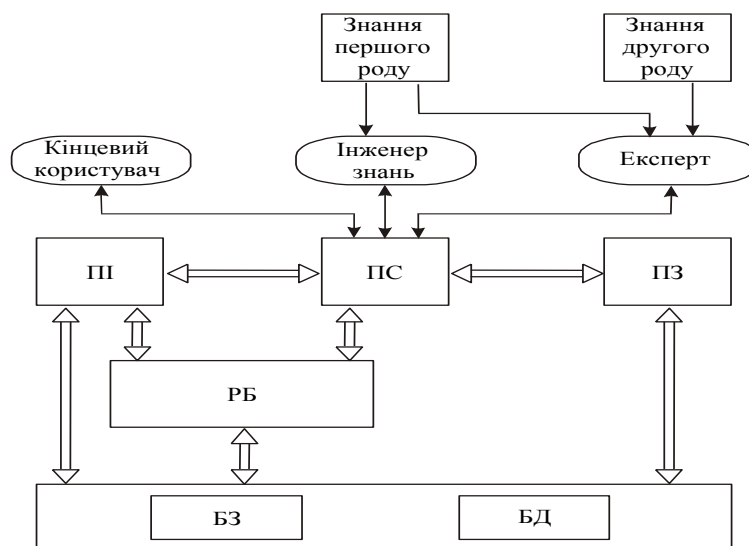 Знання
першого
роду
Знання
другого
роду
Кінцевий
користувач
Інженер
знань
Експерт
ПІ
ПС
ПЗ
РБ
БЗ
БД